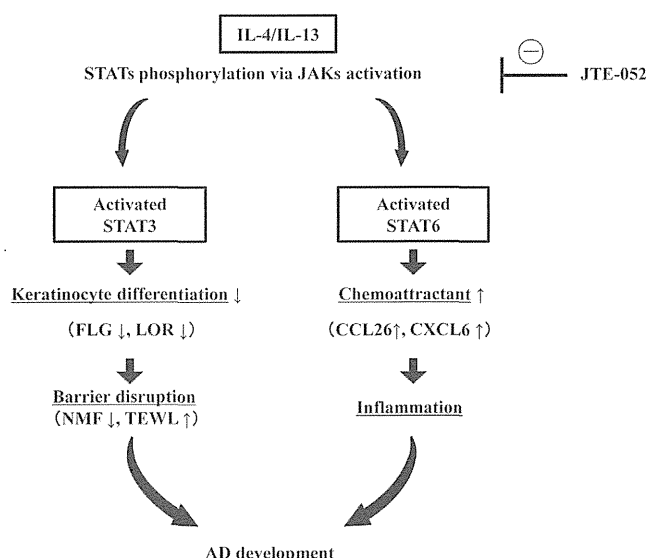 IL-4/IL-13
STATs phosphorylation via JAKs activation
⊖
JTE-052
Activated
STAT3
Activated
STAT6
Keratinocyte differentiation ↓
Chemoattractant ↑
(FLG ↓, LOR ↓)
(CCL26↑, CXCL6 ↑)
Barrier disruption
(NMF ↓, TEWL ↑)
Inflammation
AD development